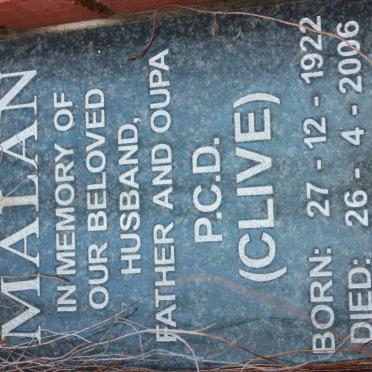 MALAN
IN MEMORY OF
OUR BELOVED
HUSBAND,
FATHER AND OUPA
P.C.D.
(CLIVE)
BORN: 27 - 12 - 1922
DIED: 26 - 4 - 2006